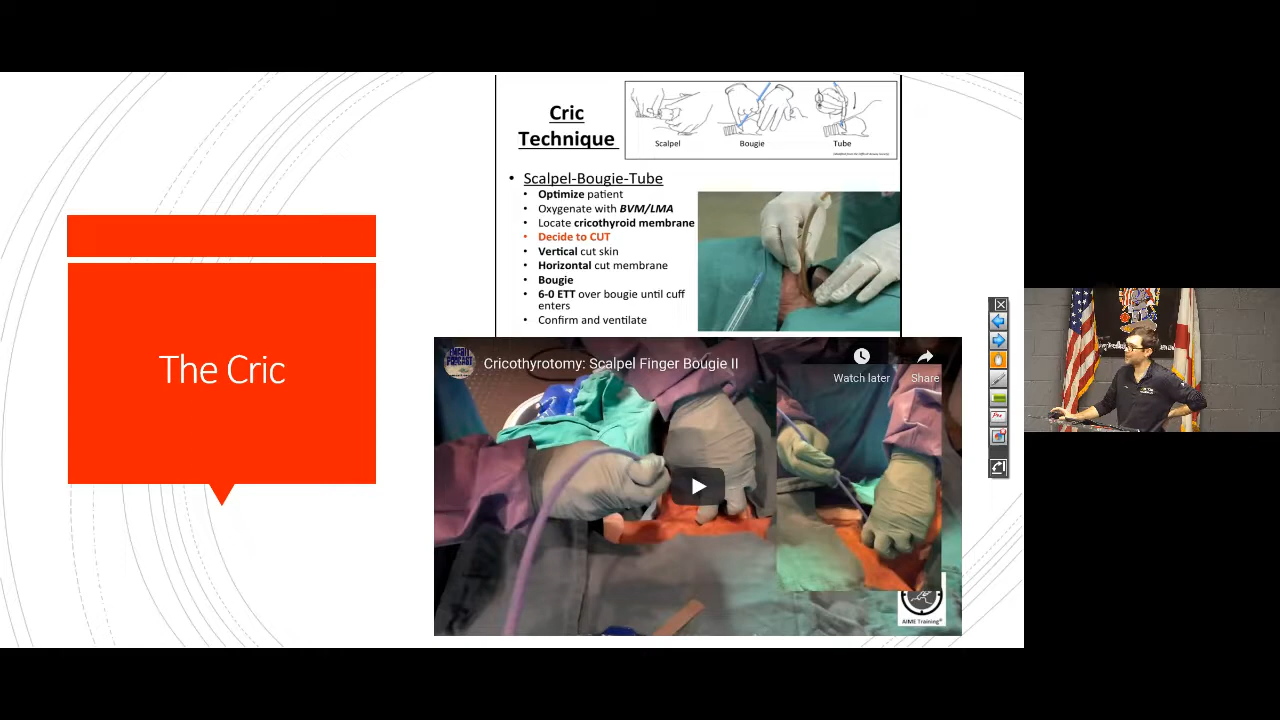 The Cric
Cric
Technique
Scalpel
Bougie
Tube
• Scalpel-Bougie-Tube
• Optimize patient
• Oxygenate with BVM/LMA
• Locate cricothyroid membrane
• Decide to CUT
• Vertical cut skin
• Horizontal cut membrane
• Bougie
• 6-0 ETT over bougie until cuff
enters
• Confirm and ventilate
Cricothyrotomy: Scalpel Finger Bougie II
Watch later
Share
AIME Training®